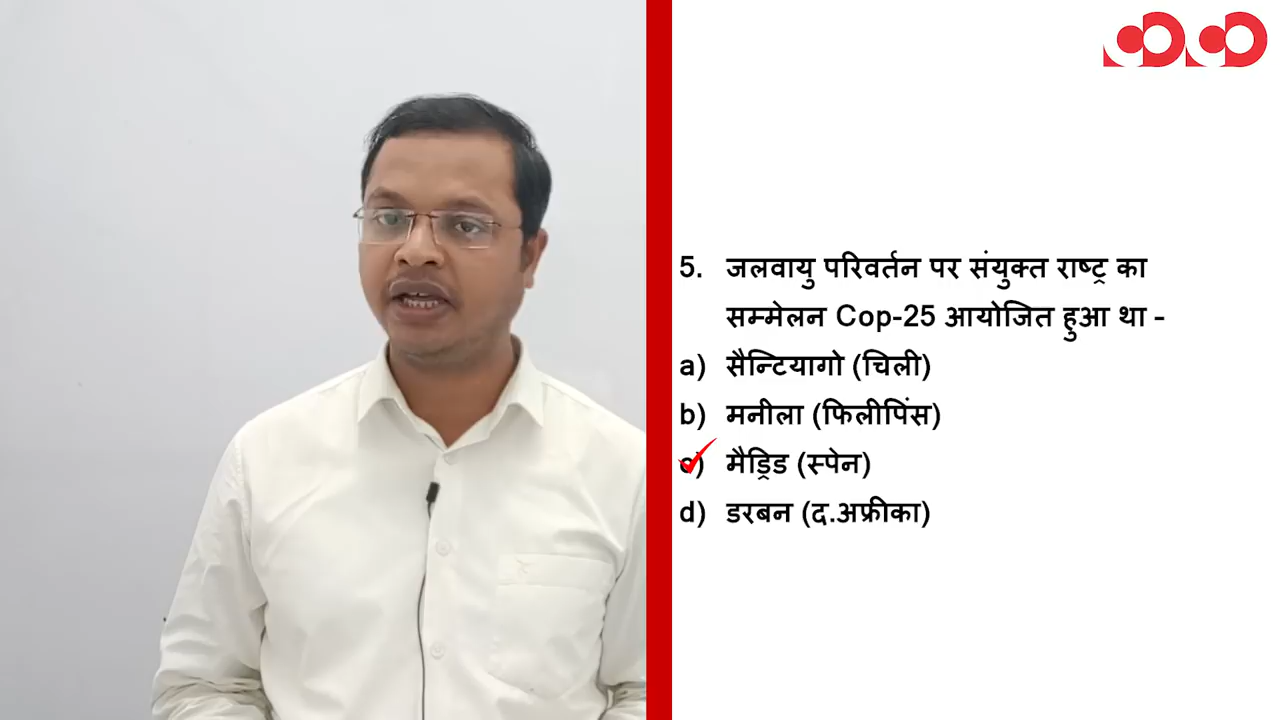 5. जलवायु परिवर्तन पर संयुक्त राष्ट्र का
सम्मेलन Cop-25 आयोजित हुआ था -
a) सैन्टियागो (चिली)
b) मनीला (फिलीपिंस)
c) मैड्रिड (स्पेन)
d) डरबन (द.अफ्रीका)